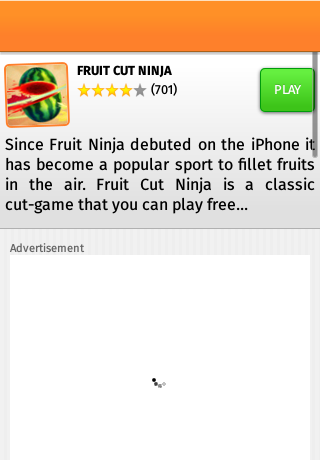 FRUIT CUT NINJA
(701)
PLAY
Since Fruit Ninja debuted on the iPhone it
has become a popular sport to fillet fruits
in the air. Fruit Cut Ninja is a classic
cut-game that you can play free...
Advertisement